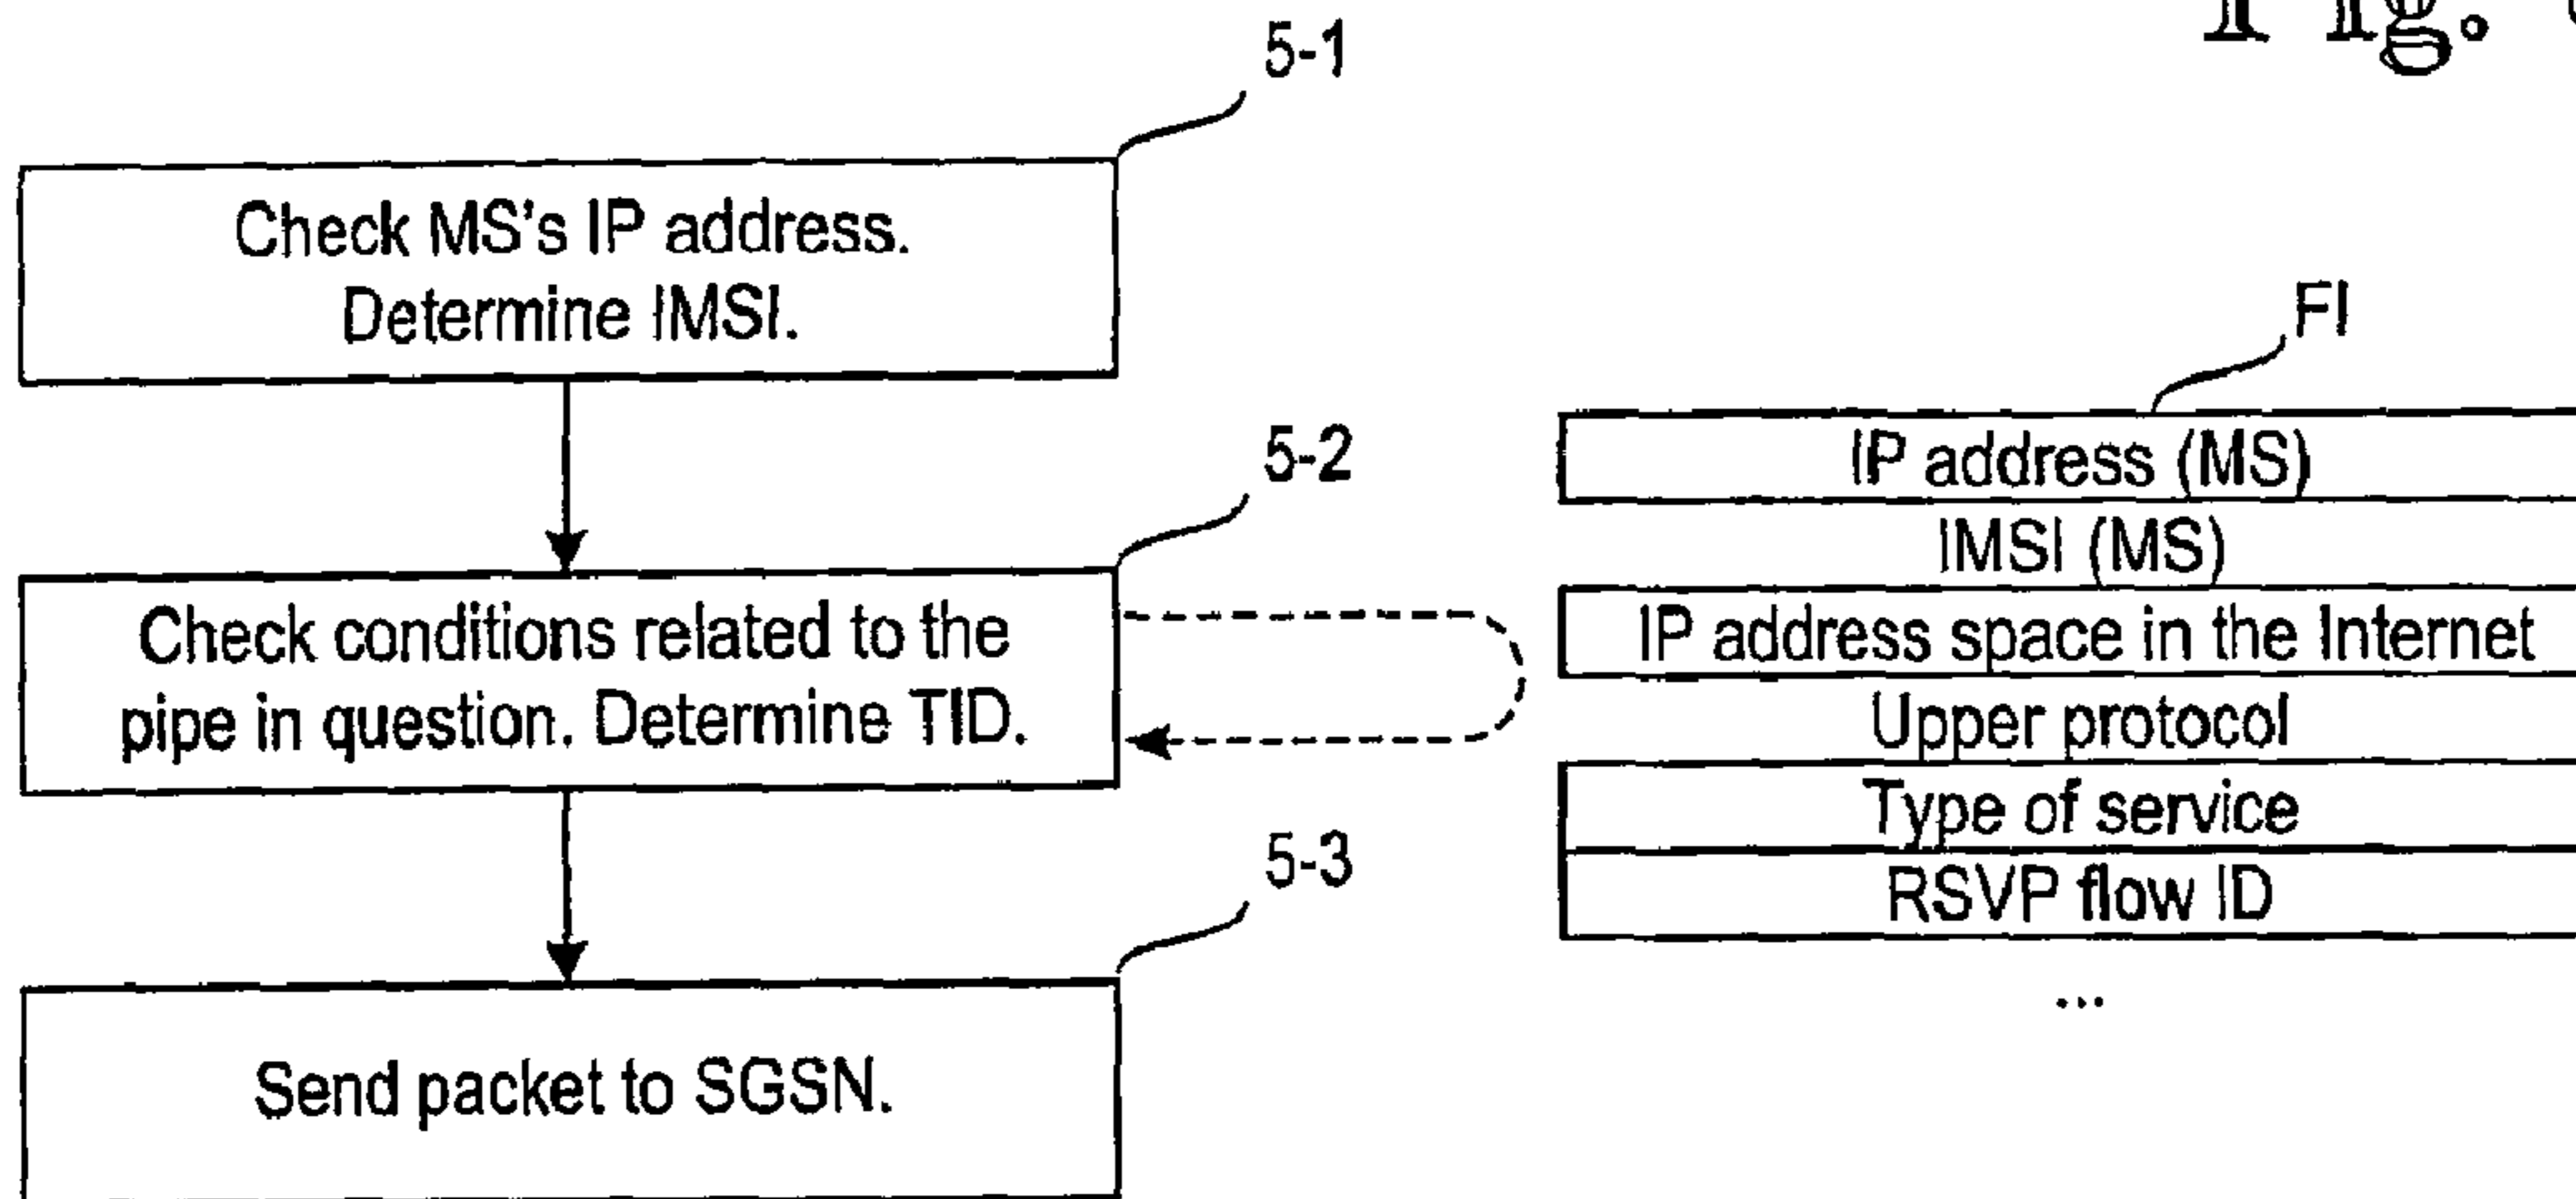 Fig.
5-1
Check MS's IP address.
Determine IMSI.
5-2
Check conditions related to the
pipe in question. Determine TID.
5-3
Send packet to SGSN.
FI
IP address (MS)
IMSI (MS)
IP address space in the Internet
Upper protocol
Type of service
RSVP flow ID
...